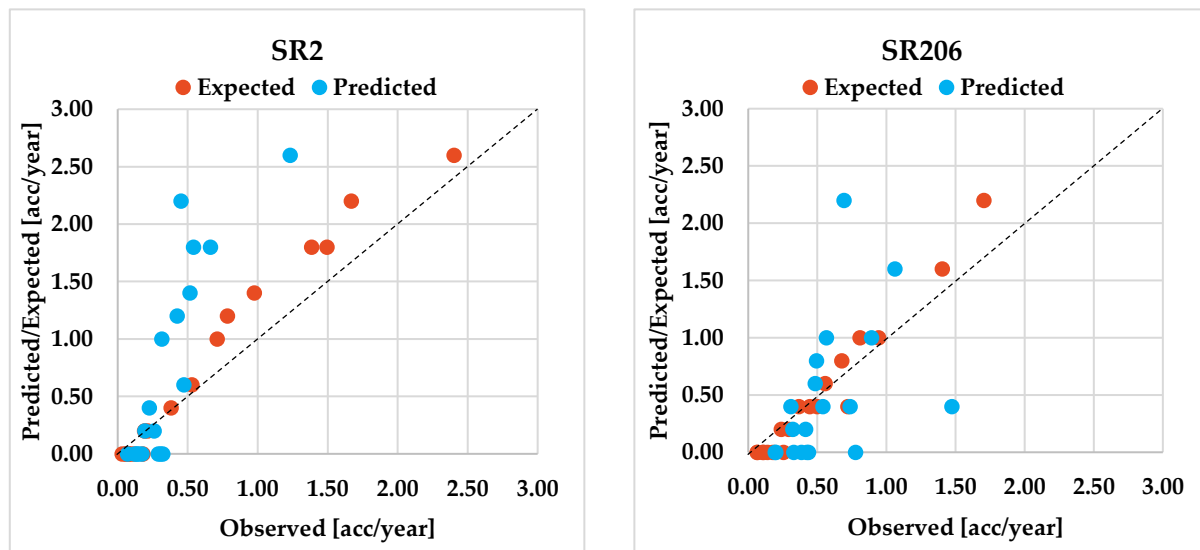 SR2
Expected Predicted
3.00
2.50
2.00
1.50
1.00
0.50
0.00
0.00 0.50 1.00 1.50 2.00 2.50 3.00
Predicted/Expected [acc/year]
Observed [acc/year]
SR206
Expected Predicted
3.00
2.50
2.00
1.50
1.00
0.50
0.00
0.00 0.50 1.00 1.50 2.00 2.50 3.00
Predicted/Expected [acc/year]
Observed [acc/year]